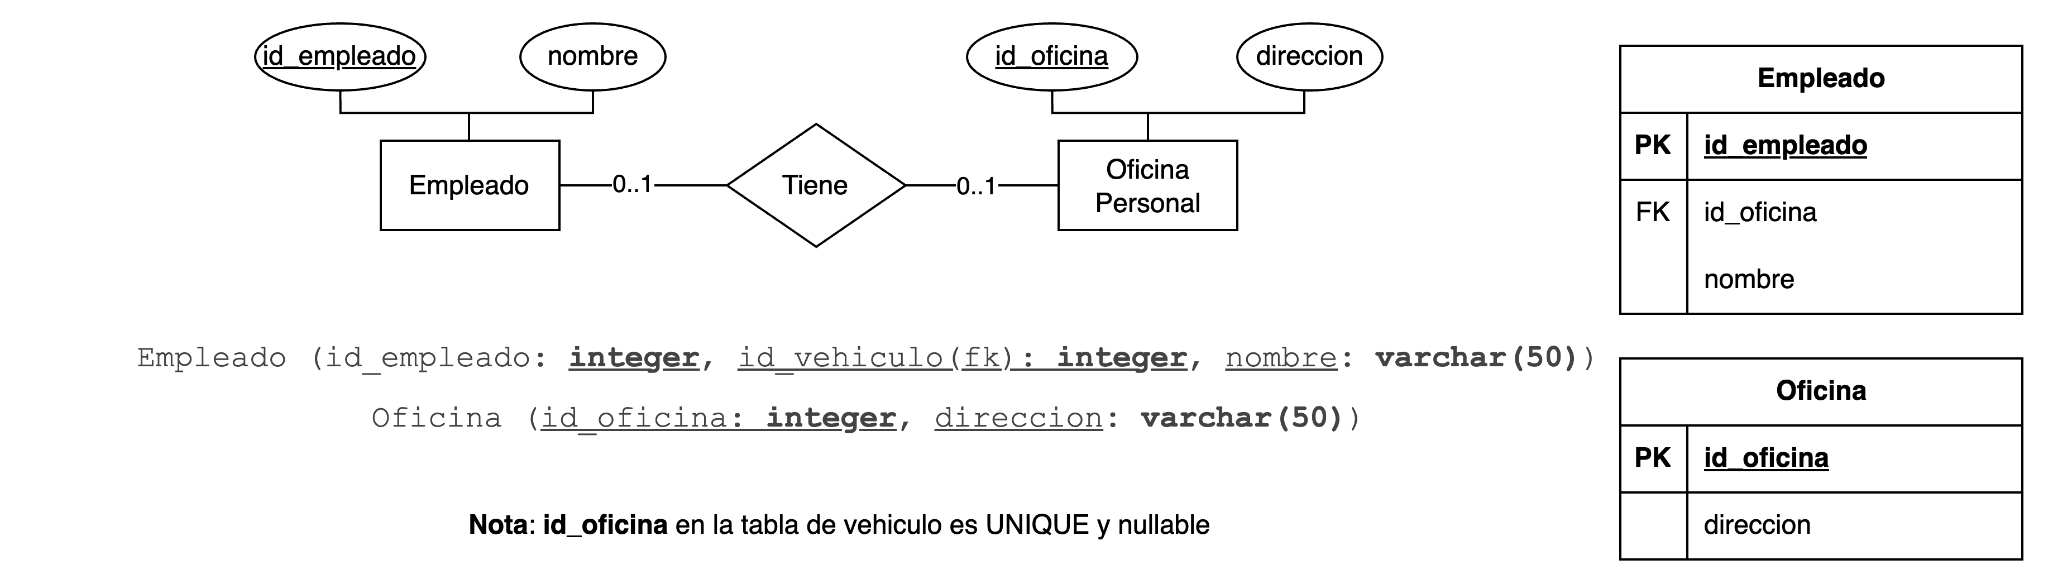 id_empleado
nombre
Empleado
0..1
Tiene
0..1
id_oficina
direccion
Oficina
Personal
Empleado (id_empleado: integer, id_vehiculo(fk): integer, nombre: varchar(50))
Oficina (id_oficina: integer, direccion: varchar(50))
Nota: id_oficina en la tabla de vehiculo es UNIQUE y nullable
Empleado
PK id_empleado
FK id_oficina
nombre
Oficina
PK id_oficina
direccion